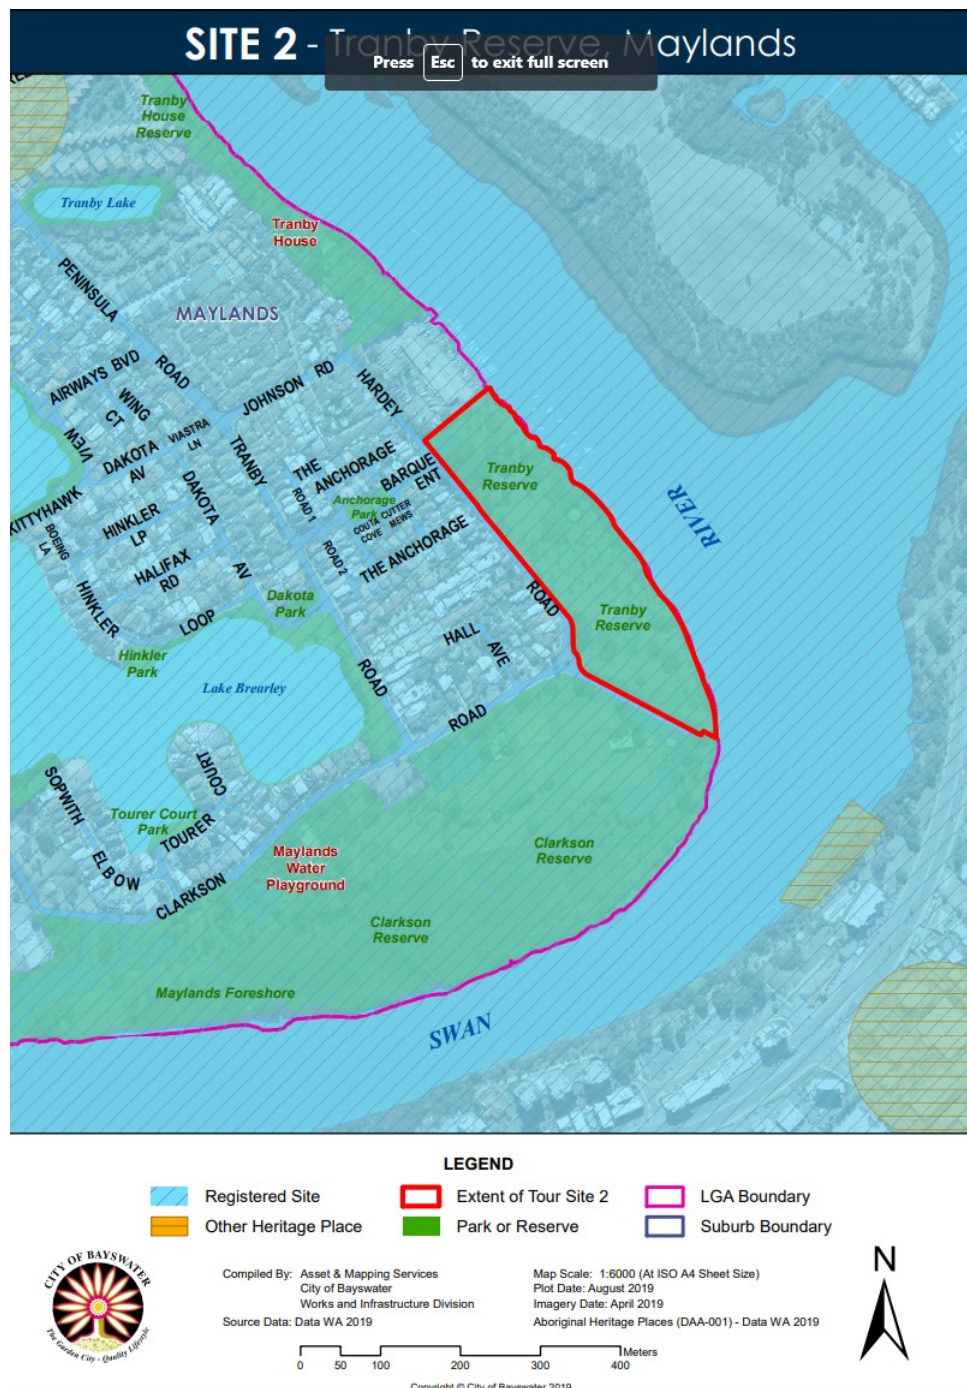 SITE 2 - Tranby Reserve, Maylands
Press Esc to exit full screen
Tranby
House
Reserve
Tranby Lake
Tranby
House
PENINSULA
MAYLANDS
AIRWAYS BVD
ROAD
WING
CT
JOHNSON RD
HARDEY
VIEW
DAKOTA
AV
VIASTRA
LN
TRANBY
THE
ANCHORAGE
BARQUE
ENT
Tranby
Reserve
KITTYHAWK
BOEING
LA
HINKLER
LP
DAKOTA
ROAD 1
Anchorage
Park
COUTA
COVE
CUTTER
MEWS
RIVER
HALIFAX
RD
AV
ROAD 2
THE ANCHORAGE
HINKLER
LOOP
Dakota
Park
ROAD
Tranby
Reserve
Hinkler
Park
HALL
AVE
Lake Brearley
ROAD
ROAD
SOPWITH
COURT
Tourer Court
Park
TOURER
ELBOW
CLARKSON
Maylands
Water
Playground
Clarkson
Reserve
Clarkson
Reserve
Maylands Foreshore
SWAN
LEGEND
Registered Site
Extent of Tour Site 2
LGA Boundary
Other Heritage Place
Park or Reserve
Suburb Boundary
CITY OF BAYSWATER
The Garden City - Quality Lifestyle
Compiled By: Asset & Mapping Services
City of Bayswater
Works and Infrastructure Division
Source Data: Data WA 2019
Map Scale: 1:6000 (At ISO A4 Sheet Size)
Plot Date: August 2019
Imagery Date: April 2019
Aboriginal Heritage Places (DAA-001) - Data WA 2019
N
Meters
0 50 100 200 300 400
Copyright © City of Bayswater 2019